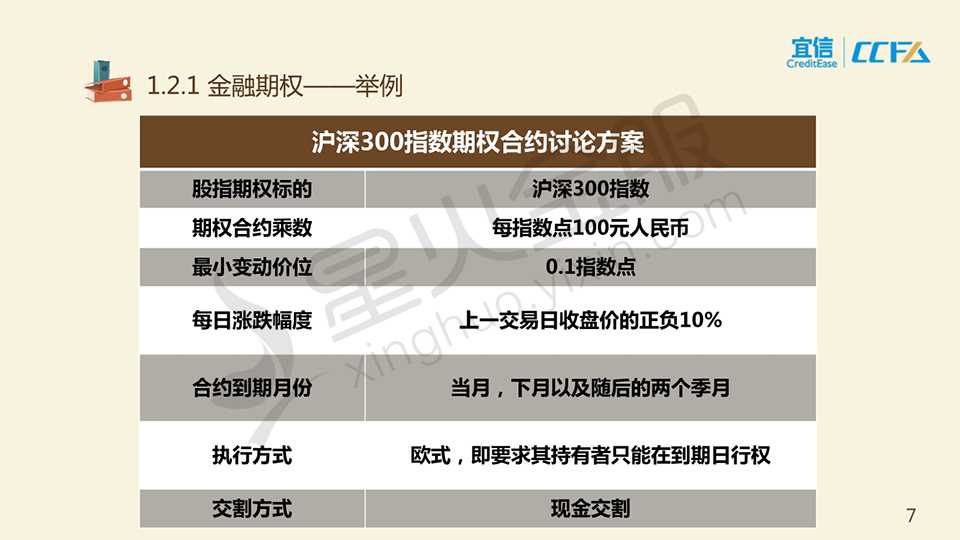 宜信
CreditEase
CCFA
1.2.1 金融期权——举例
沪深300指数期权合约讨论方案
股指期权标的 沪深300指数
期权合约乘数 每指数点100元人民币
最小变动价位 0.1指数点
每日涨跌幅度 上一交易日收盘价的正负10%
合约到期月份 当月，下月以及随后的两个季月
执行方式 欧式，即要求其持有者只能在到期日行权
交割方式 现金交割
星火金服
xinghuo.yixin.com
7